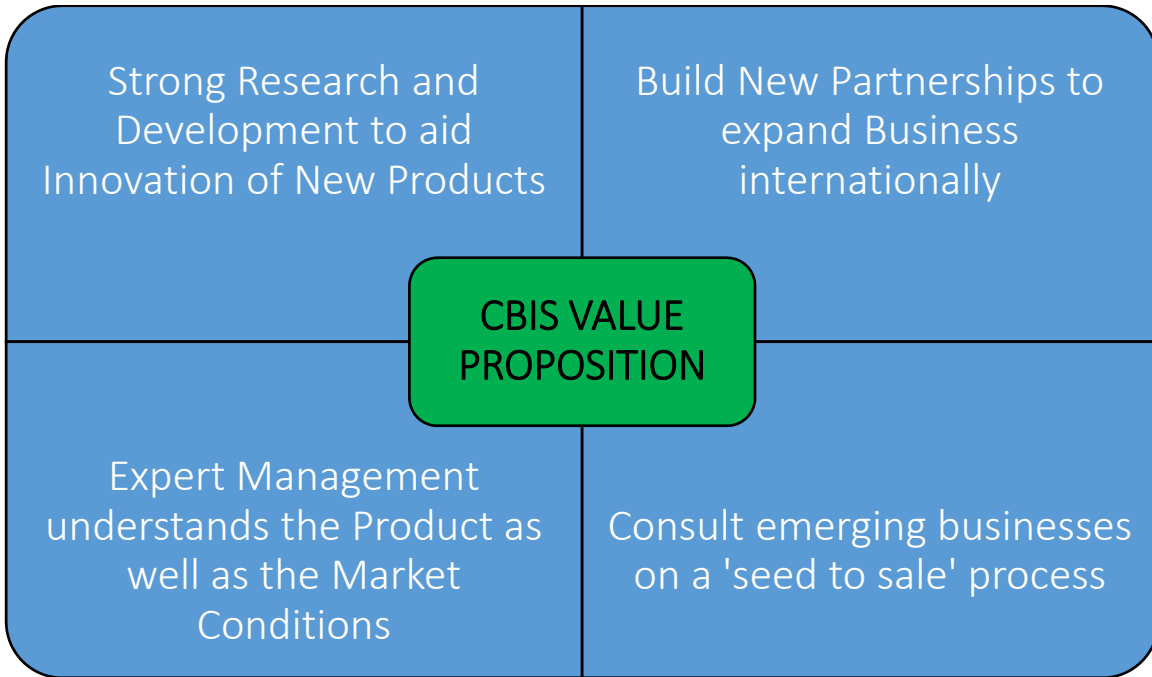 Strong Research and
Development to aid
Innovation of New Products
Build New Partnerships to
expand Business
internationally
CBIS VALUE
PROPOSITION
Expert Management
understands the Product as
well as the Market
Conditions
Consult emerging businesses
on a 'seed to sale' process